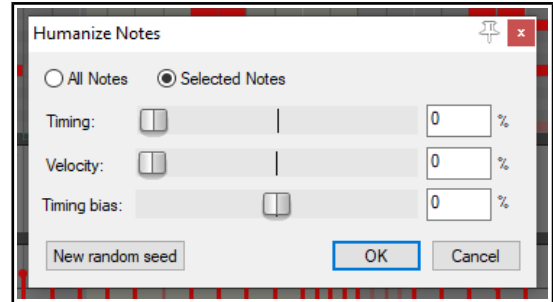 Humanize Notes
All Notes Selected Notes
Timing: 0 %
Velocity: 0 %
Timing bias: 0 %
New random seed OK Cancel